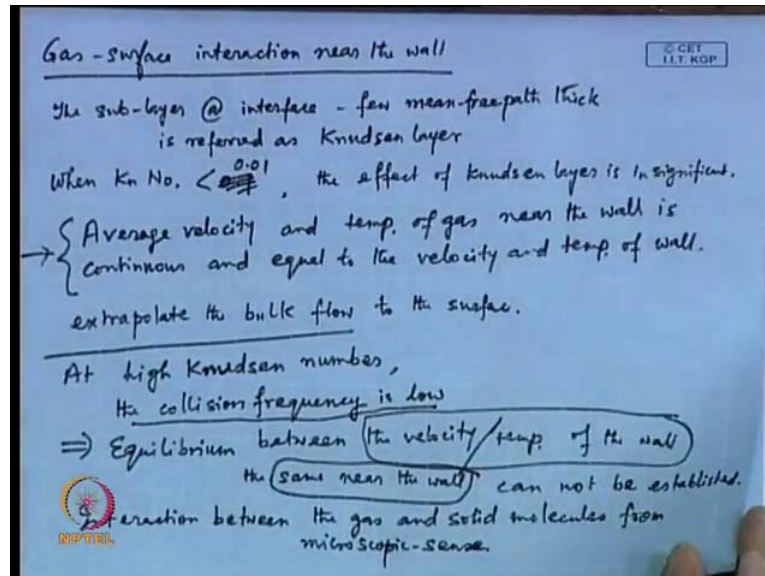 Gas-surface interaction near the wall
© CET
I.I.T. KGP
The sub-layer @ interface - few mean-free path thick
is referred as Knudsen layer
When Kn No. < 0.01, the effect of knudsen layer is insignificant.
Average velocity and temp. of gas near the wall is
continuous and equal to the velocity and temp. of wall.
extrapolate the bulk flow to the surface.
At high Knudsen number,
the collision frequency is low
⇒ Equilibrium between the velocity/temp. of the wall
the same near the wall can not be established.
Interaction between the gas and solid molecules from
microscopic-sense.
NPTEL